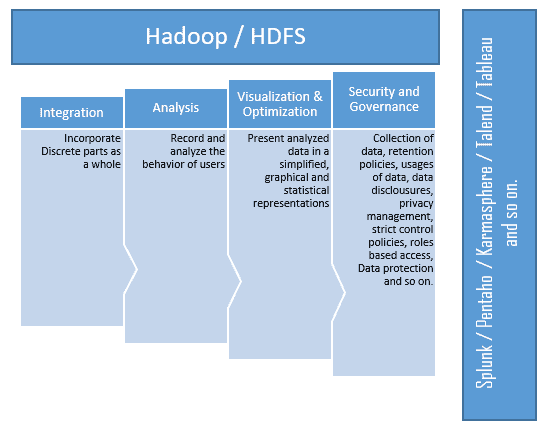 Hadoop / HDFS
Integration
Incorporate
Discrete parts as
a whole
Analysis
Record and
analyze the
behavior of users
Visualization &
Optimization
Present analyzed
data in a
simplified,
graphical and
statistical
representations
Security and
Governance
Collection of
data, retention
policies, usages
of data, data
disclousures,
privacy
management,
strict control
policies, roles
based access,
Data protection
and so on.
Splunk / Pentaho / Karmasphere / Talend / Tableau
and so on.